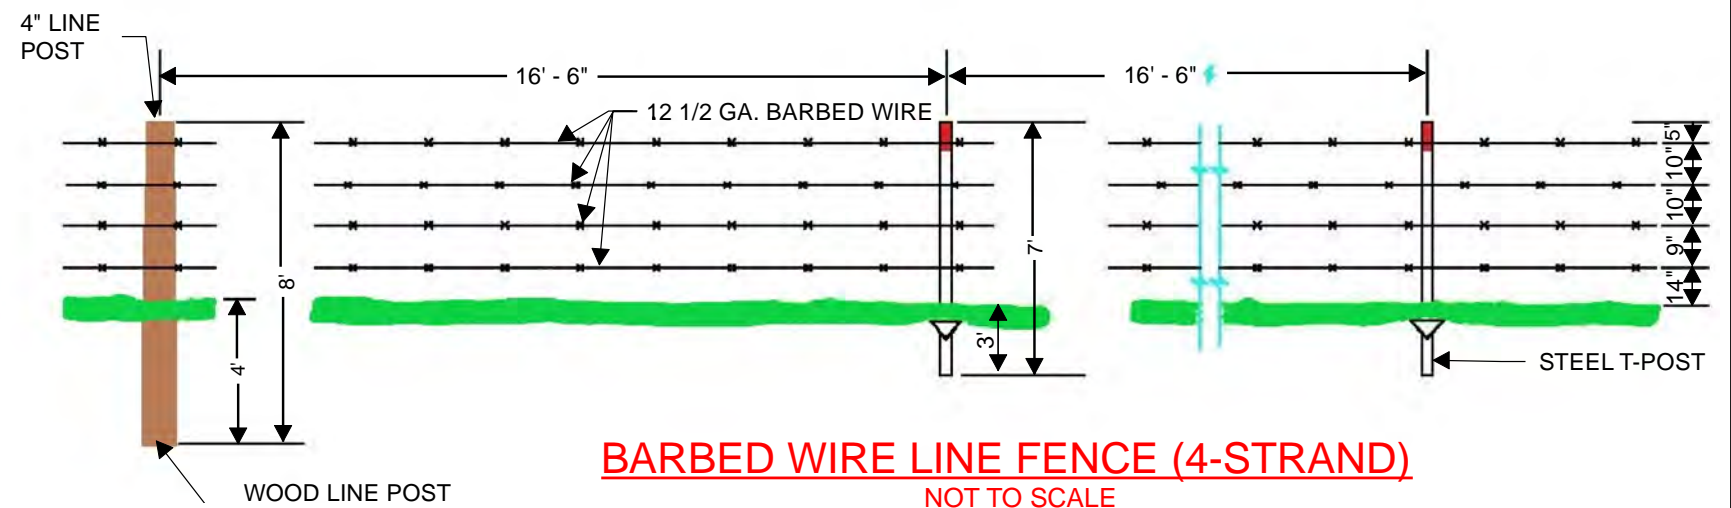 4" LINE
POST
16' - 6"
16' - 6"
12 1/2 GA. BARBED WIRE
5"
10"
10"
9"
14"
8'
7'
4'
3'
STEEL T-POST
WOOD LINE POST
BARBED WIRE LINE FENCE (4-STRAND)
NOT TO SCALE